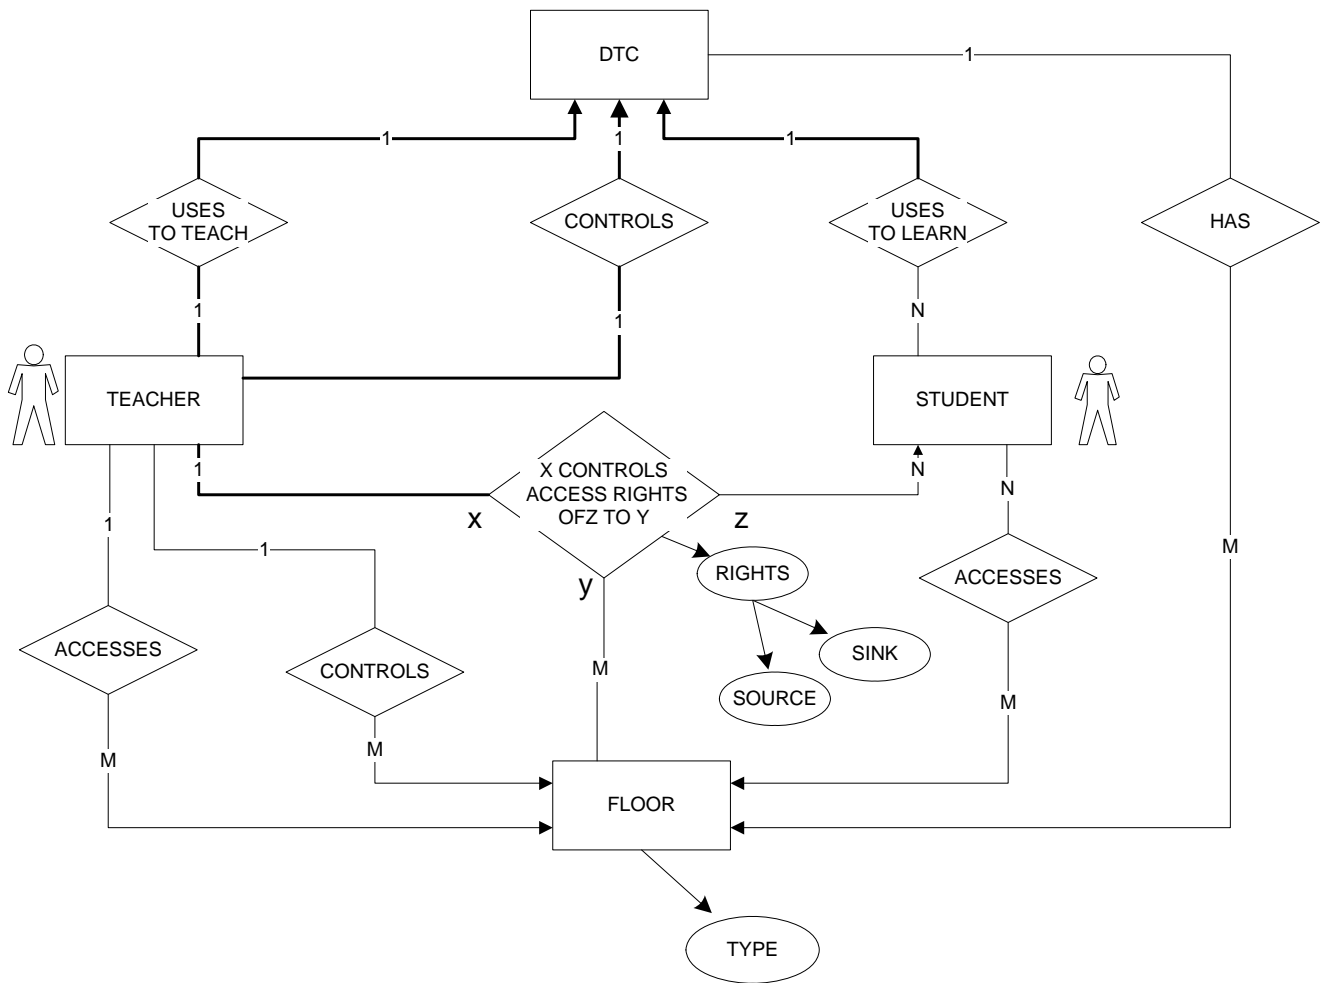 DTC
1
1
1
1
USES
TO TEACH
CONTROLS
USES
TO LEARN
HAS
1
1
N
TEACHER
STUDENT
1
X CONTROLS
ACCESS RIGHTS
OFZ TO Y
N
N
x
z
1
1
M
y
RIGHTS
ACCESSES
ACCESSES
CONTROLS
SINK
M
SOURCE
M
M
M
FLOOR
TYPE